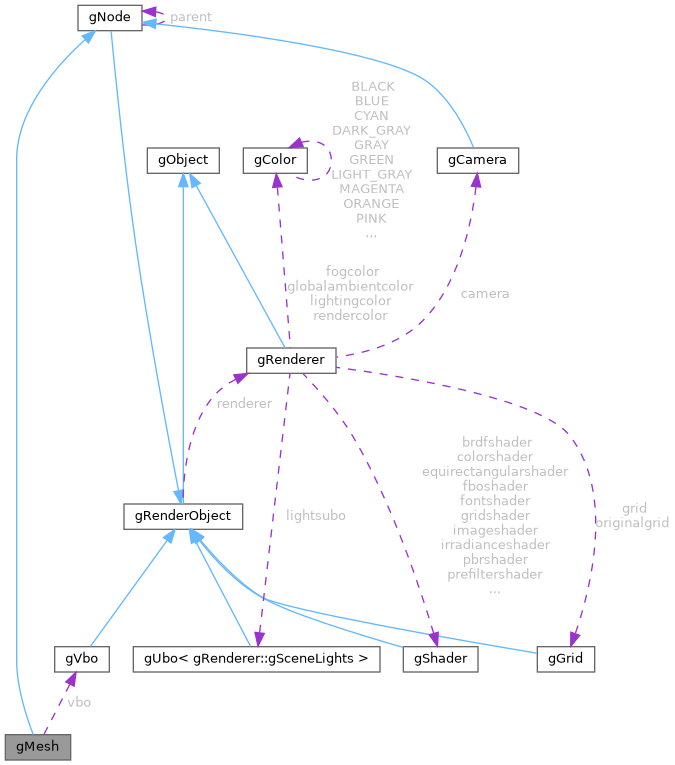 gNode
parent
BLACK
BLUE
CYAN
DARK_GRAY
GRAY
GREEN
LIGHT_GRAY
MAGENTA
ORANGE
PINK
...
gObject
gColor
gCamera
fogcolor
globalambientcolor
lightingcolor
rendercolor
camera
gRenderer
renderer
brdfshader
colorshader
equirectangularshader
fboshader
fontshader
gridshader
imageshader
irradianceshader
pbrshader
prefiltershader
...
grid
originalgrid
gRenderObject
lightsubo
gVbo
gUbo< gRenderer::gSceneLights >
gShader
gGrid
vbo
gMesh